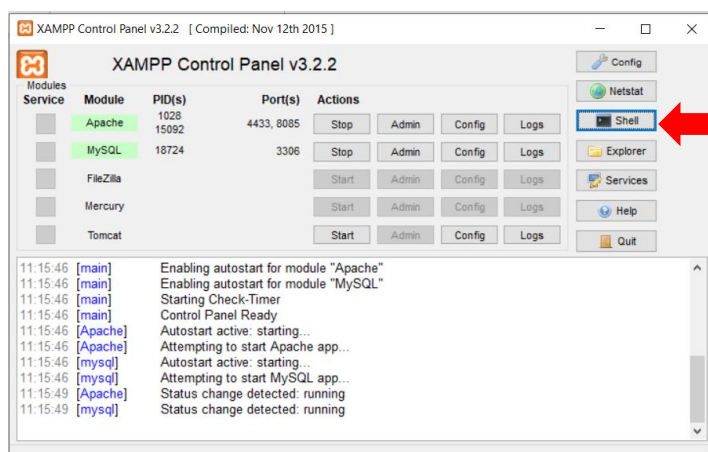 XAMPP Control Panel v3.2.2 [ Compiled: Nov 12th 2015 ]
XAMPP Control Panel v3.2.2
Config
Modules
Service Module PID(s) Port(s) Actions
Netstat
Apache 1028 15092 4433, 8085 Stop Admin Config Logs
Shell
MySQL 18724 3306 Stop Admin Config Logs
Explorer
FileZilla Start Admin Config Logs
Services
Mercury Start Admin Config Logs
Help
Tomcat Start Admin Config Logs
Quit
11:15:46 [main] Enabling autostart for module "Apache"
11:15:46 [main] Enabling autostart for module "MySQL"
11:15:46 [main] Starting Check-Timer
11:15:46 [main] Control Panel Ready
11:15:46 [Apache] Autostart active: starting...
11:15:46 [Apache] Attempting to start Apache app...
11:15:46 [mysql] Autostart active: starting...
11:15:46 [mysql] Attempting to start MySQL app...
11:15:49 [Apache] Status change detected: running
11:15:49 [mysql] Status change detected: running